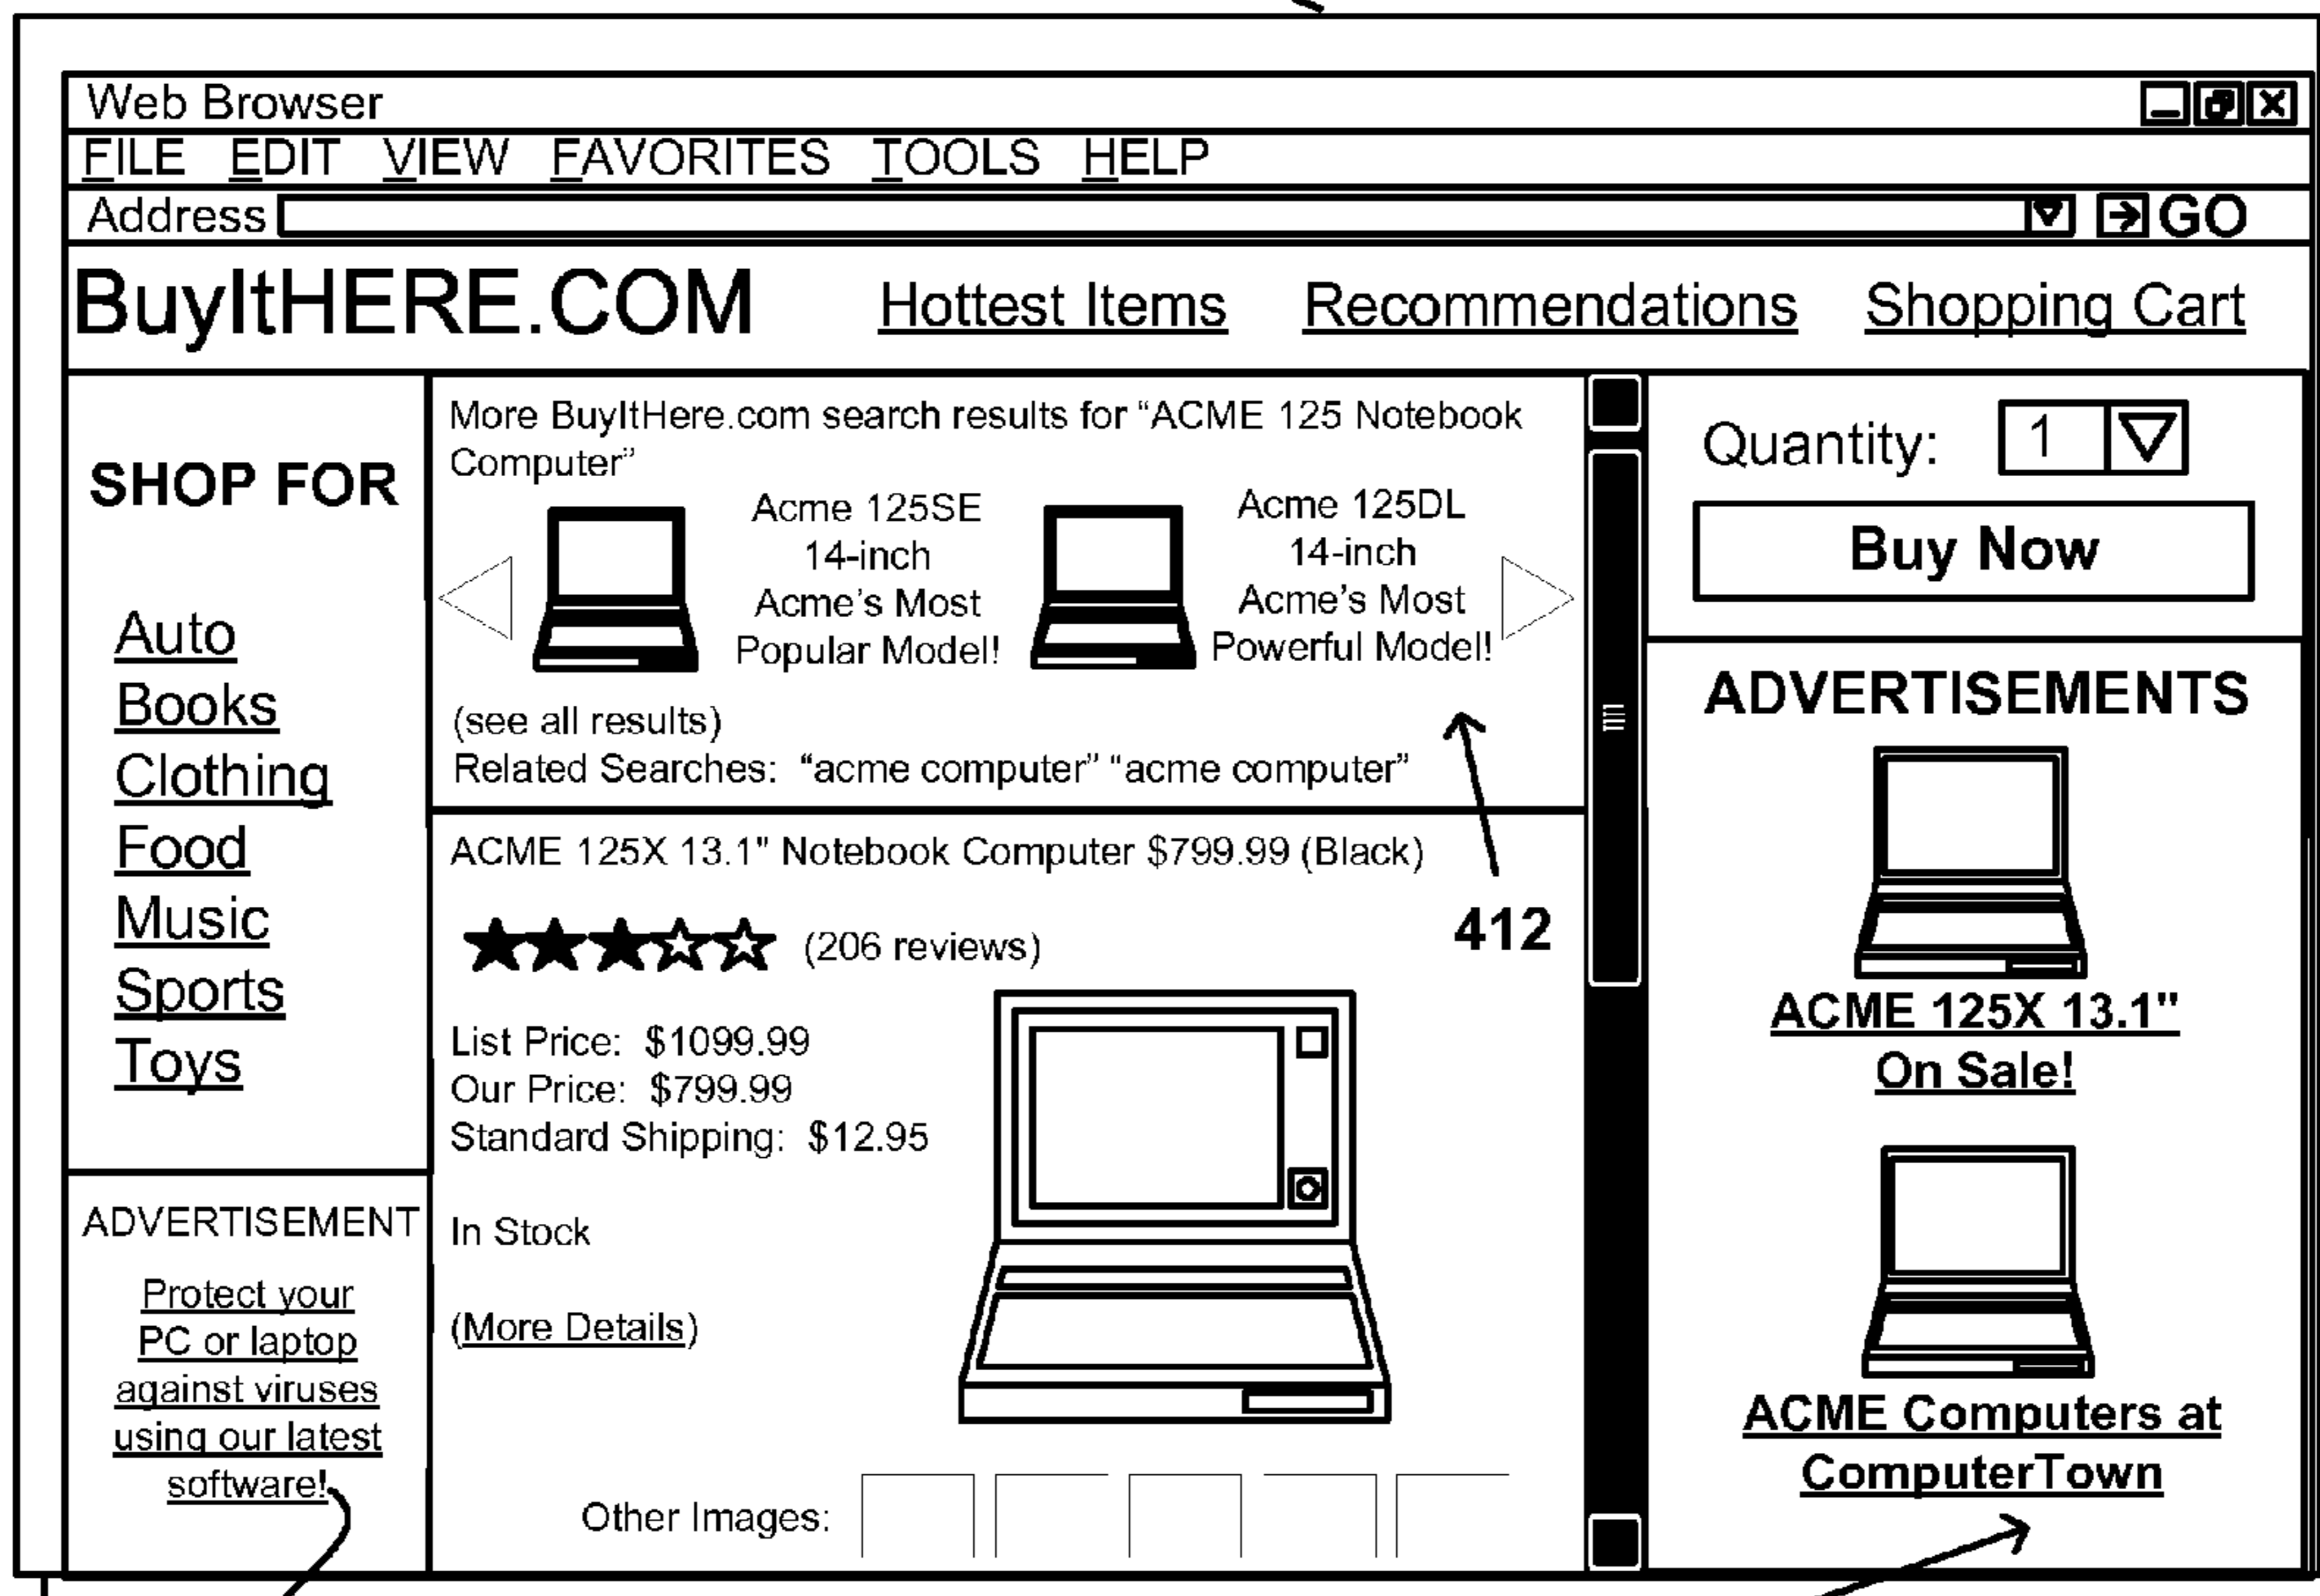 Web Browser
FILE EDIT VIEW FAVORITES TOOLS HELP
Address GO
BuyItHERE.COM Hottest Items Recommendations Shopping Cart
SHOP FOR
Auto
Books
Clothing
Food
Music
Sports
Toys
ADVERTISEMENT
Protect your
PC or laptop
against viruses
using our latest
software!
More BuyItHere.com search results for “ACME 125 Notebook
Computer”
Acme 125SE
14-inch
Acme’s Most
Popular Model!
Acme 125DL
14-inch
Acme’s Most
Powerful Model!
(see all results)
Related Searches: “acme computer” “acme computer”
412
ACME 125X 13.1" Notebook Computer $799.99 (Black)
(206 reviews)
List Price: $1099.99
Our Price: $799.99
Standard Shipping: $12.95
In Stock
(More Details)
Other Images:
Quantity: 1
Buy Now
ADVERTISEMENTS
ACME 125X 13.1"
On Sale!
ACME Computers at
ComputerTown